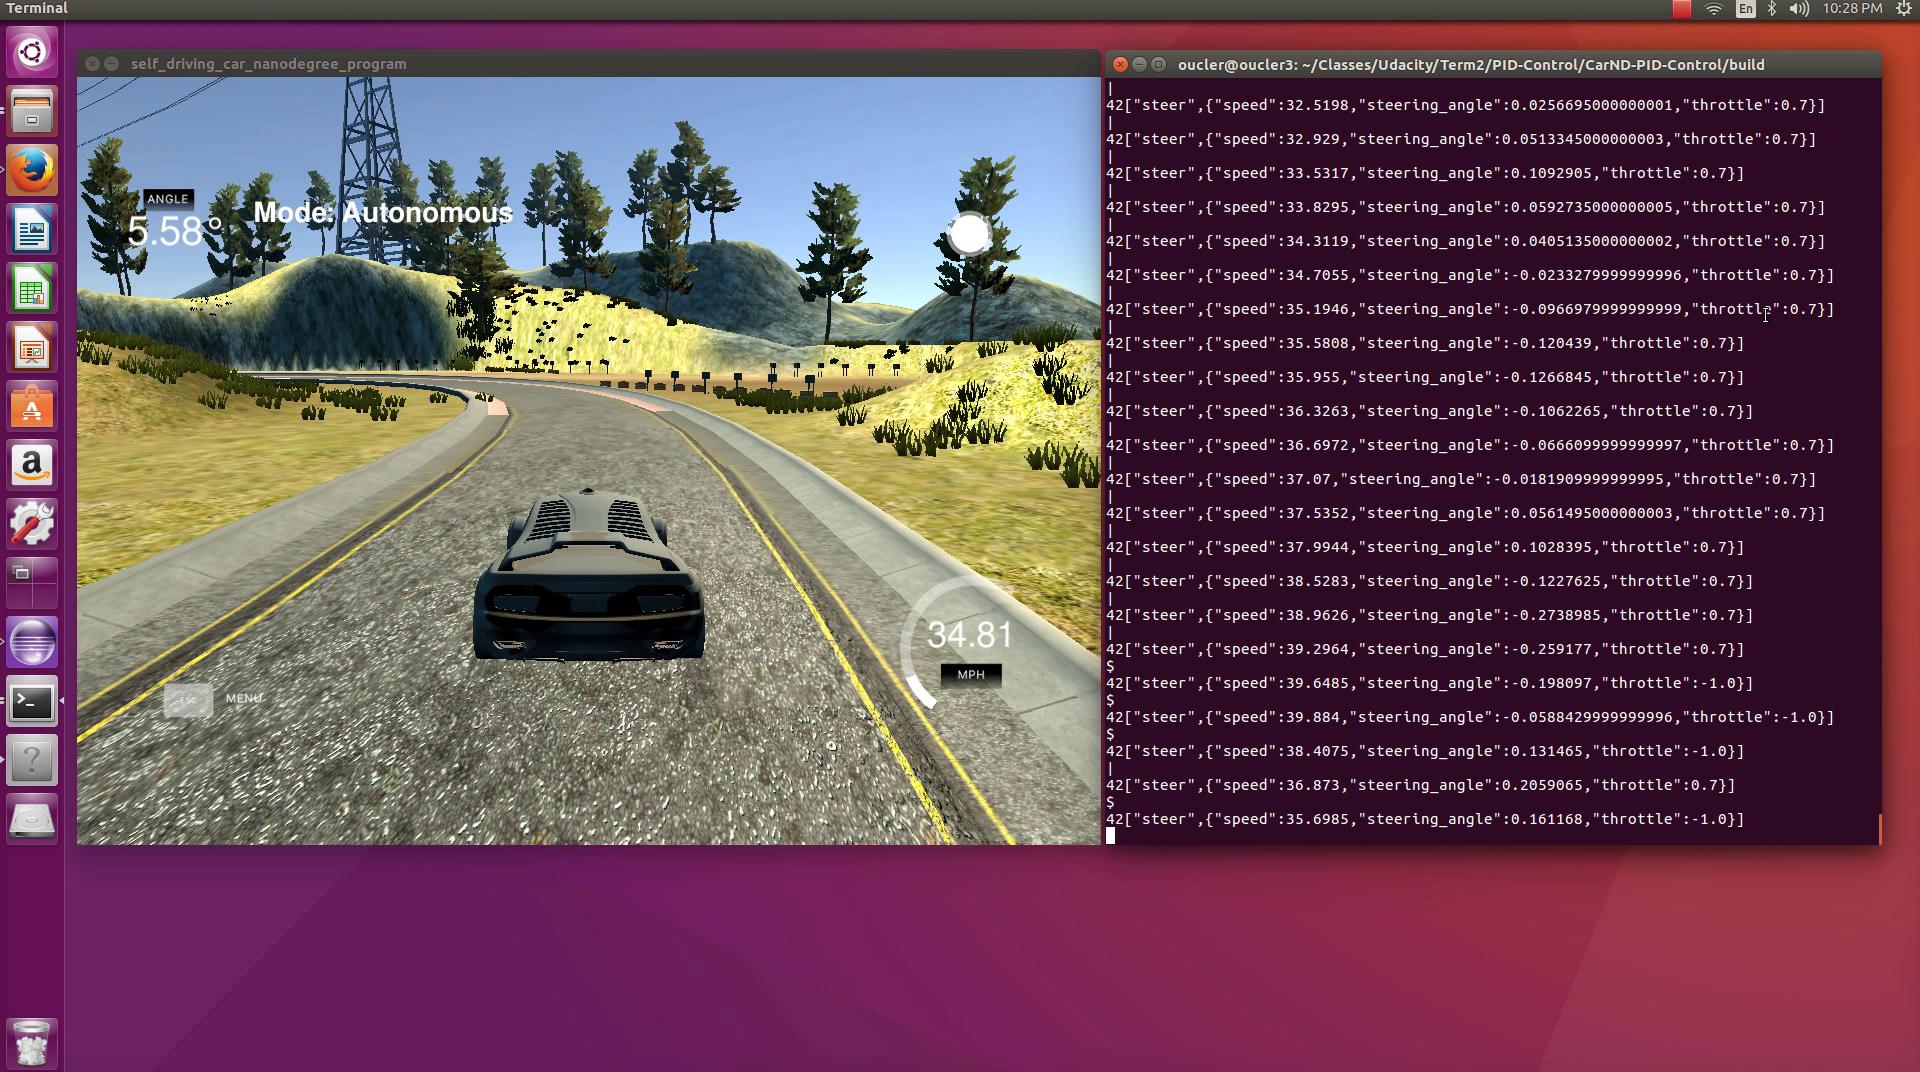 Terminal
En
10:28 PM
self_driving_car_nanodegree_program
ANGLE
5.58°
Mode: Autonomous
34.81
MPH
ESC
MENU
oucler@oucler3: ~/Classes/Udacity/Term2/PID-Control/CarND-PID-Control/build
|
42["steer",{"speed":32.5198,"steering_angle":0.0256695000000001,"throttle":0.7}]
|
42["steer",{"speed":32.929,"steering_angle":0.0513345000000003,"throttle":0.7}]
|
42["steer",{"speed":33.5317,"steering_angle":0.1092905,"throttle":0.7}]
|
42["steer",{"speed":33.8295,"steering_angle":0.0592735000000005,"throttle":0.7}]
|
42["steer",{"speed":34.3119,"steering_angle":0.0405135000000002,"throttle":0.7}]
|
42["steer",{"speed":34.7055,"steering_angle":-0.0233279999999996,"throttle":0.7}]
|
42["steer",{"speed":35.1946,"steering_angle":-0.0966979999999999,"throttle":0.7}]
|
42["steer",{"speed":35.5808,"steering_angle":-0.120439,"throttle":0.7}]
|
42["steer",{"speed":35.955,"steering_angle":-0.1266845,"throttle":0.7}]
|
42["steer",{"speed":36.3263,"steering_angle":-0.1062265,"throttle":0.7}]
|
42["steer",{"speed":36.6972,"steering_angle":-0.0666099999999997,"throttle":0.7}]
|
42["steer",{"speed":37.07,"steering_angle":-0.0181909999999995,"throttle":0.7}]
|
42["steer",{"speed":37.5352,"steering_angle":0.0561495000000003,"throttle":0.7}]
|
42["steer",{"speed":37.9944,"steering_angle":0.1028395,"throttle":0.7}]
|
42["steer",{"speed":38.5283,"steering_angle":-0.1227625,"throttle":0.7}]
|
42["steer",{"speed":38.9626,"steering_angle":-0.2738985,"throttle":0.7}]
|
42["steer",{"speed":39.2964,"steering_angle":-0.259177,"throttle":0.7}]
$
42["steer",{"speed":39.6485,"steering_angle":-0.198097,"throttle":-1.0}]
$
42["steer",{"speed":39.884,"steering_angle":-0.0588429999999996,"throttle":-1.0}]
$
42["steer",{"speed":38.4075,"steering_angle":0.131465,"throttle":-1.0}]
|
42["steer",{"speed":36.873,"steering_angle":0.2059065,"throttle":0.7}]
$
42["steer",{"speed":35.6985,"steering_angle":0.161168,"throttle":-1.0}]